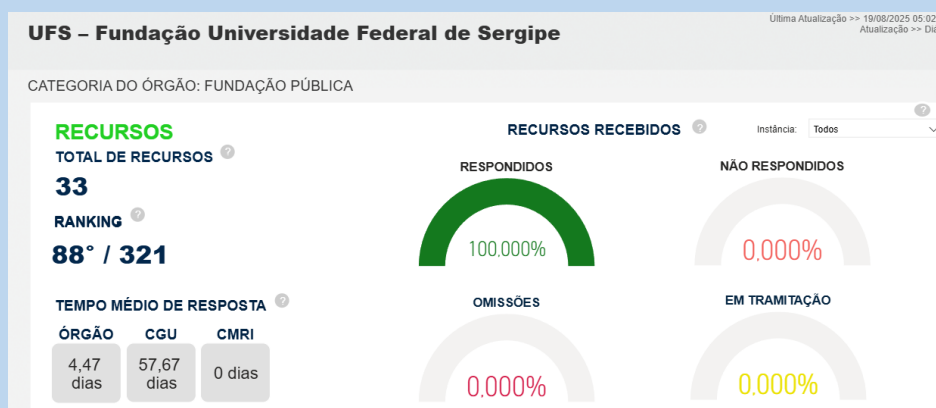 UFS – Fundação Universidade Federal de Sergipe
Última Atualização >> 19/08/2025 05:02
Atualização >> Dia
CATEGORIA DO ÓRGÃO: FUNDAÇÃO PÚBLICA
RECURSOS
TOTAL DE RECURSOS ?
33
RANKING ?
88° / 321
TEMPO MÉDIO DE RESPOSTA ?
ÓRGÃO CGU CMRI
4,47 dias
57,67 dias
0 dias
RECURSOS RECEBIDOS ?
?
Instância: Todos
RESPONDIDOS
100,000%
NÃO RESPONDIDOS
0,000%
OMISSÕES
0,000%
EM TRAMITAÇÃO
0,000%